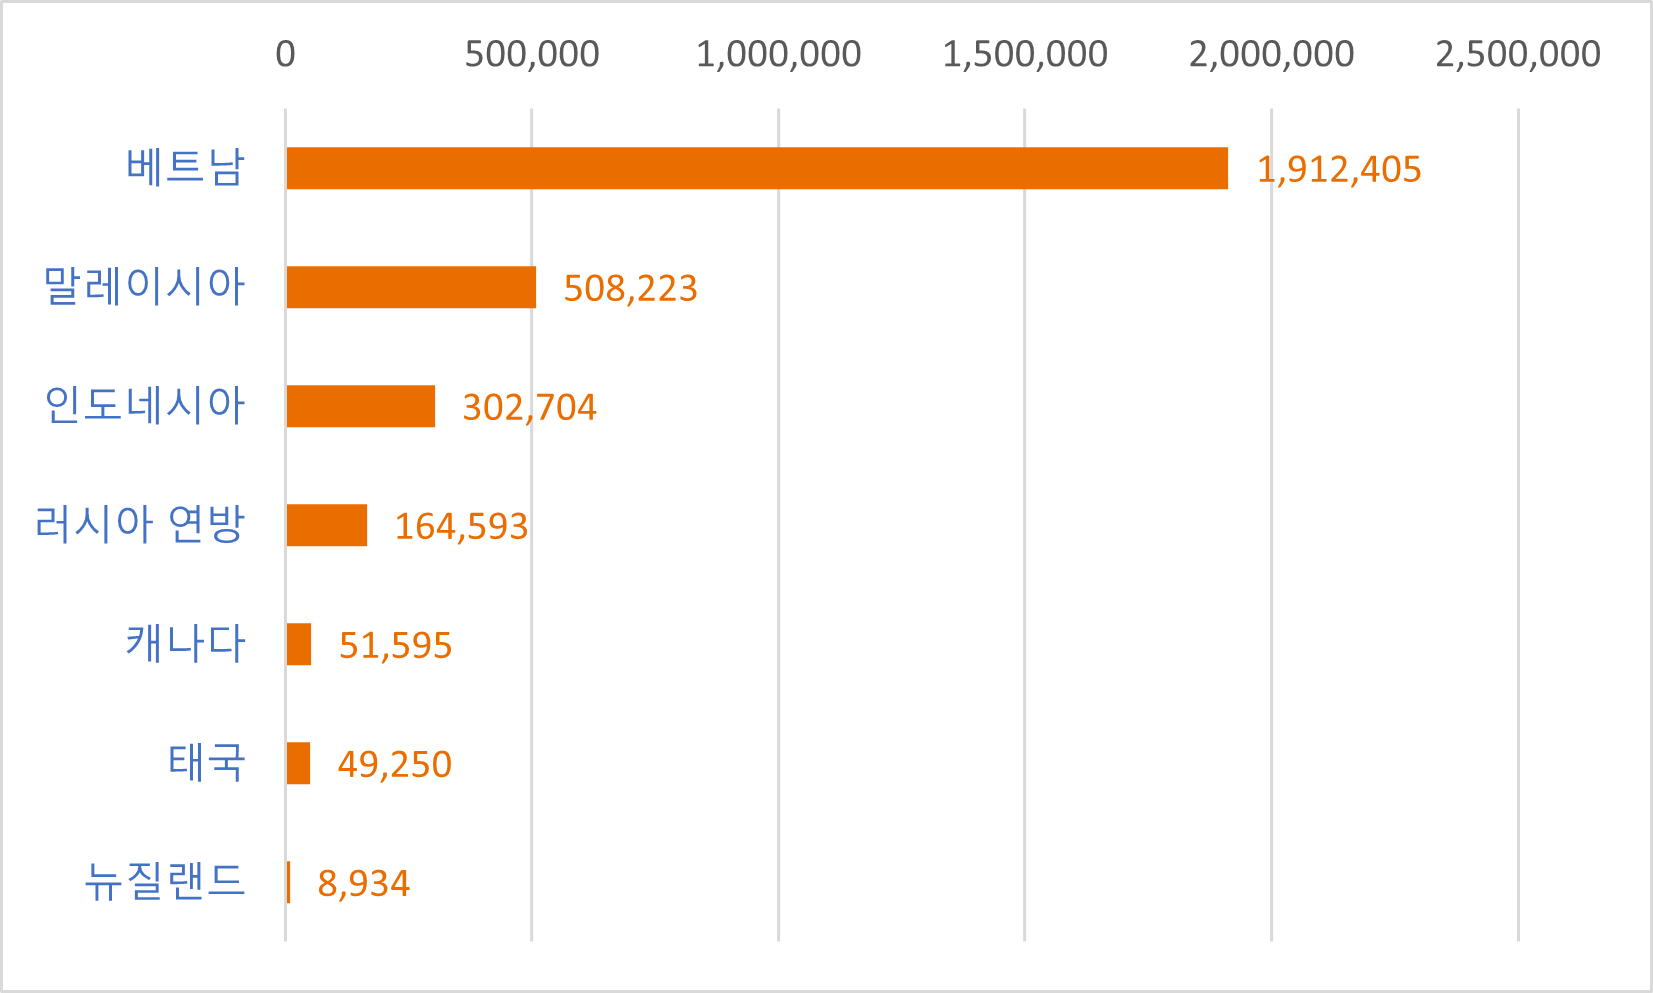 0 500,000 1,000,000 1,500,000 2,000,000 2,500,000
베트남 1,912,405
말레이시아 508,223
인도네시아 302,704
러시아 연방 164,593
캐나다 51,595
태국 49,250
뉴질랜드 8,934